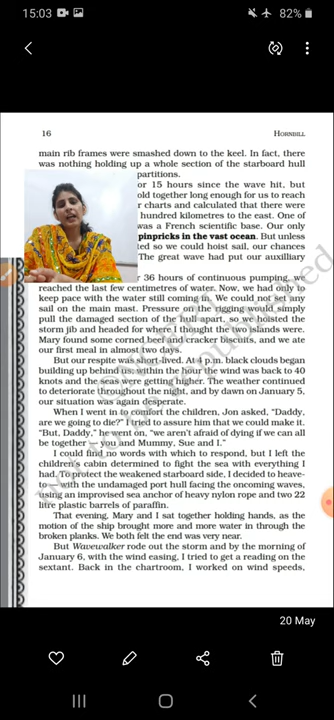 15:03
82%
16
HORNBILL
main rib frames were smashed down to the keel. In fact, there
was nothing holding up a whole section of the starboard hull
partitions.
or 15 hours since the wave hit, but
old together long enough for us to reach
r charts and calculated that there were
hundred kilometres to the east. One of
was a French scientific base. Our only
pinpricks in the vast ocean. But unless
ted so we could hoist sail, our chances
The great wave had put our auxilliary
r 36 hours of continuous pumping, we
reached the last few centimetres of water. Now, we had only to
keep pace with the water still coming in. We could not set any
sail on the main mast. Pressure on the rigging would simply
pull the damaged section of the hull apart, so we hoisted the
storm jib and headed for where I thought the two islands were.
Mary found some corned beef and cracker biscuits, and we ate
our first meal in almost two days.
But our respite was short-lived. At 4 p.m. black clouds began
building up behind us; within the hour the wind was back to 40
knots and the seas were getting higher. The weather continued
to deteriorate throughout the night, and by dawn on January 5,
our situation was again desperate.
When I went in to comfort the children, Jon asked, “Daddy,
are we going to die?” I tried to assure him that we could make it.
“But, Daddy,” he went on, “we aren’t afraid of dying if we can all
be together — you and Mummy, Sue and I.”
I could find no words with which to respond, but I left the
children’s cabin determined to fight the sea with everything I
had. To protect the weakened starboard side, I decided to heave-
to — with the undamaged port hull facing the oncoming waves,
using an improvised sea anchor of heavy nylon rope and two 22
litre plastic barrels of paraffin.
That evening, Mary and I sat together holding hands, as the
motion of the ship brought more and more water in through the
broken planks. We both felt the end was very near.
But Wavewalker rode out the storm and by the morning of
January 6, with the wind easing, I tried to get a reading on the
sextant. Back in the chartroom, I worked on wind speeds,
20 May